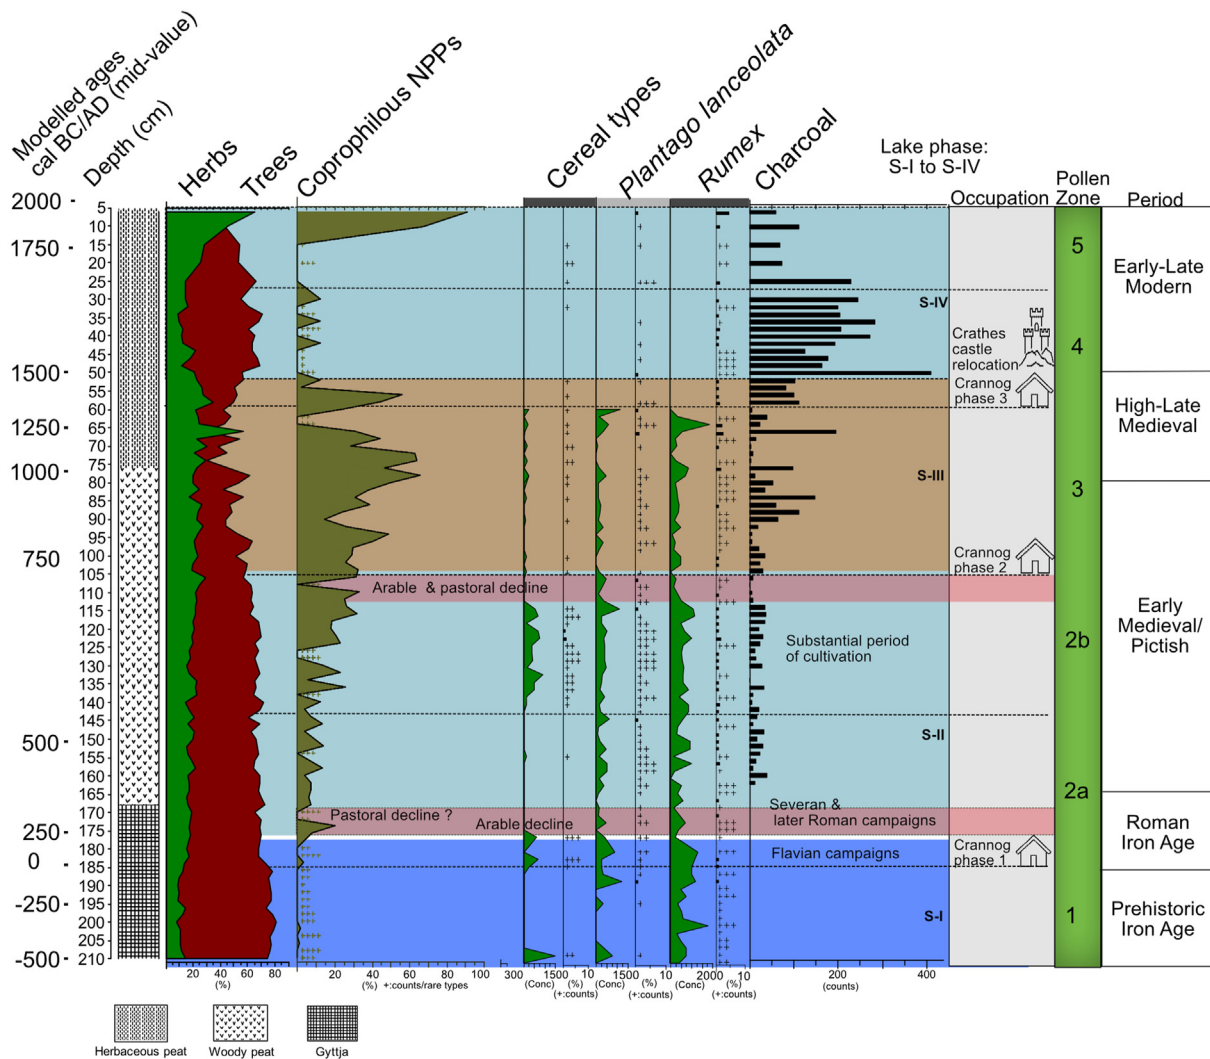 Modelled ages
cal BC/AD (mid-value)
Depth (cm)
Herbs
Trees
Coprophilous NPPs
Cereal types
Plantago lanceolata
Rumex
Charcoal
Lake phase:
S-I to S-IV
Occupation
Pollen
Zone
Period
2000
1750
1500
1250
1000
750
500
250
0
-250
-500
5
10
15
20
25
30
35
40
45
50
55
60
65
70
75
80
85
90
95
100
105
110
115
120
125
130
135
140
145
150
155
160
165
170
175
180
185
190
195
200
205
210
S-IV
S-III
S-II
S-I
Arable & pastoral decline
Substantial period
of cultivation
Pastoral decline ?
Arable decline
Severan &
later Roman campaigns
Flavian campaigns
Crathes
castle
relocation
Crannog
phase 3
Crannog
phase 2
Crannog
phase 1
5
4
3
2b
2a
1
Early-Late
Modern
High-Late
Medieval
Early
Medieval/
Pictish
Roman
Iron Age
Prehistoric
Iron Age
20 40 60 80
(%)
20 40 60 80 100
(%) +:counts/rare types
300 1500
(Conc)
10
(%)
(+:counts)
1500
(Conc)
10
(%)
(+:counts)
2000
(Conc)
10
(%)
(+:counts)
200 400
(counts)
Herbaceous peat
Woody peat
Gyttja